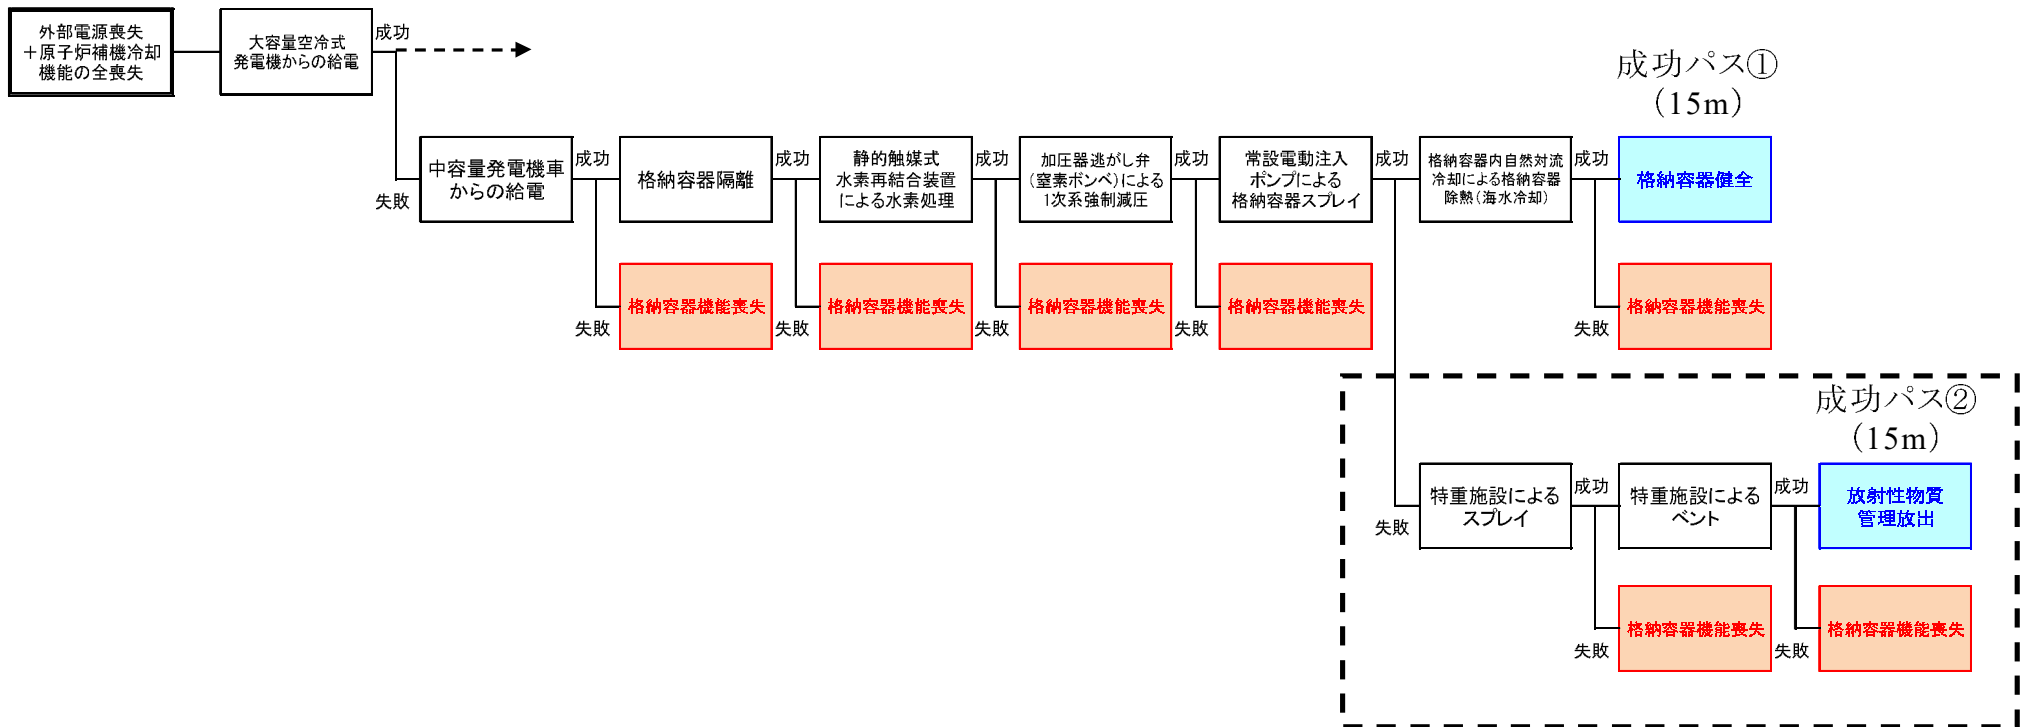 外部電源喪失
＋原子炉補機冷却
機能の全喪失
大容量空冷式
発電機からの給電
成功
失敗
中容量発電機車
からの給電
成功
失敗
格納容器隔離
成功
失敗
静的触媒式
水素再結合装置
による水素処理
成功
失敗
加圧器逃がし弁
（窒素ボンベ）による
1次系強制減圧
成功
失敗
常設電動注入
ポンプによる
格納容器スプレイ
成功
失敗
格納容器内自然対流
冷却による格納容器
除熱（海水冷却）
成功
失敗
成功パス①
（15m）
格納容器健全
格納容器機能喪失
格納容器機能喪失
格納容器機能喪失
格納容器機能喪失
格納容器機能喪失
特重施設による
スプレイ
成功
失敗
特重施設による
ベント
成功
失敗
成功パス②
（15m）
放射性物質
管理放出
格納容器機能喪失
格納容器機能喪失